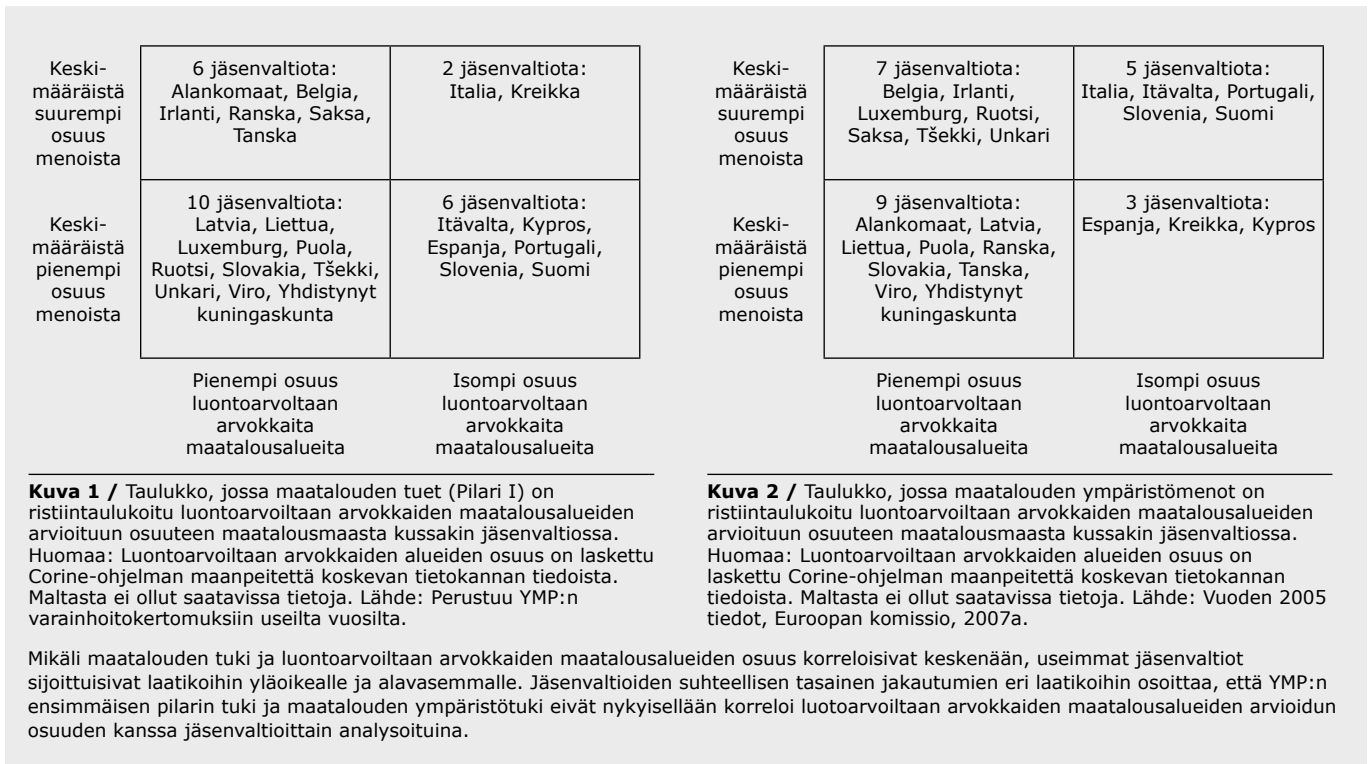 Keski-
määräistä
suurempi
osuus
menoista
6 jäsenvaltiota:
Alankomaat, Belgia,
Irlanti, Ranska, Saksa,
Tanska
2 jäsenvaltiota:
Italia, Kreikka
Keski-
määräistä
pienempi
osuus
menoista
10 jäsenvaltiota:
Latvia, Liettua,
Luxemburg, Puola,
Ruotsi, Slovakia, Tšekki,
Unkari, Viro, Yhdistynyt
kuningaskunta
6 jäsenvaltiota:
Itävalta, Kypros,
Espanja, Portugali,
Slovenia, Suomi
Pienempi osuus
luontoarvoltaan
arvokkaita
maatalousalueita
Isompi osuus
luontoarvoltaan
arvokkaita
maatalousalueita
Kuva 1 / Taulukko, jossa maatalouden tuet (Pilari I) on
ristiintaulukoitu luontoarvoiltaan arvokkaiden maatalousalueiden
arvioituun osuuteen maatalousmaasta kussakin jäsenvaltiossa.
Huomaa: Luontoarvoiltaan arvokkaiden alueiden osuus on laskettu
Corine-ohjelman maanpeitettä koskevan tietokannan tiedoista.
Maltasta ei ollut saatavissa tietoja. Lähde: Perustuu YMP:n
varainhoitokertomuksiin useilta vuosilta.
Keski-
määräistä
suurempi
osuus
menoista
7 jäsenvaltiota:
Belgia, Irlanti,
Luxemburg, Ruotsi,
Saksa, Tšekki, Unkari
5 jäsenvaltiota:
Italia, Itävalta, Portugali,
Slovenia, Suomi
Keski-
määräistä
pienempi
osuus
menoista
9 jäsenvaltiota:
Alankomaat, Latvia,
Liettua, Puola, Ranska,
Slovakia, Tanska,
Viro, Yhdistynyt
kuningaskunta
3 jäsenvaltiota:
Espanja, Kreikka, Kypros
Pienempi osuus
luontoarvoltaan
arvokkaita
maatalousalueita
Isompi osuus
luontoarvoltaan
arvokkaita
maatalousalueita
Kuva 2 / Taulukko, jossa maatalouden ympäristömenot on
ristiintaulukoitu luontoarvoiltaan arvokkaiden maatalousalueiden
arvioituun osuuteen maatalousmaasta kussakin jäsenvaltiossa.
Huomaa: Luontoarvoiltaan arvokkaiden alueiden osuus on
laskettu Corine-ohjelman maanpeitettä koskevan tietokannan
tiedoista. Maltasta ei ollut saatavissa tietoja. Lähde: Vuoden 2005
tiedot, Euroopan komissio, 2007a.
Mikäli maatalouden tuki ja luontoarvoiltaan arvokkaiden maatalousalueiden osuus korreloisivat keskenään, useimmat jäsenvaltiot
sijoittuisivat laatikoihin yläoikealle ja alavasemmalle. Jäsenvaltioiden suhteellisen tasainen jakautumien eri laatikoihin osoittaa, että YMP:n
ensimmäisen pilarin tuki ja maatalouden ympäristötuki eivät nykyisellään korreloi luotoarvoiltaan arvokkaiden maatalousalueiden arvioidun
osuuden kanssa jäsenvaltioittain analysoituina.